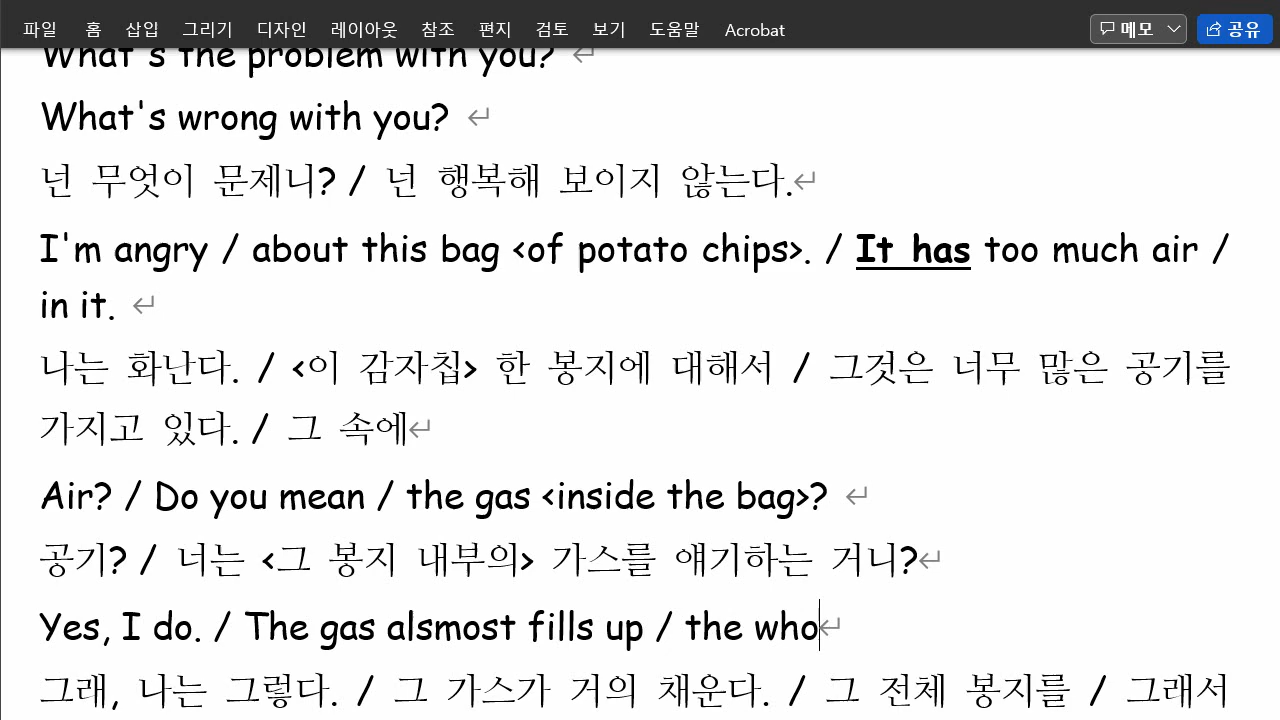 파일 홈 삽입 그리기 디자인 레이아웃 참조 편지 검토 보기 도움말 Acrobat 메모 공유
What's the problem with you?
What's wrong with you?
넌 무엇이 문제니? / 넌 행복해 보이지 않는다.
I'm angry / about this bag <of potato chips>. / It has too much air /
in it.
나는 화난다. / <이 감자칩> 한 봉지에 대해서 / 그것은 너무 많은 공기를
가지고 있다. / 그 속에
Air? / Do you mean / the gas <inside the bag>?
공기? / 너는 <그 봉지 내부의> 가스를 얘기하는 거니?
Yes, I do. / The gas alsmost fills up / the who
그래, 나는 그렇다. / 그 가스가 거의 채운다. / 그 전체 봉지를 / 그래서